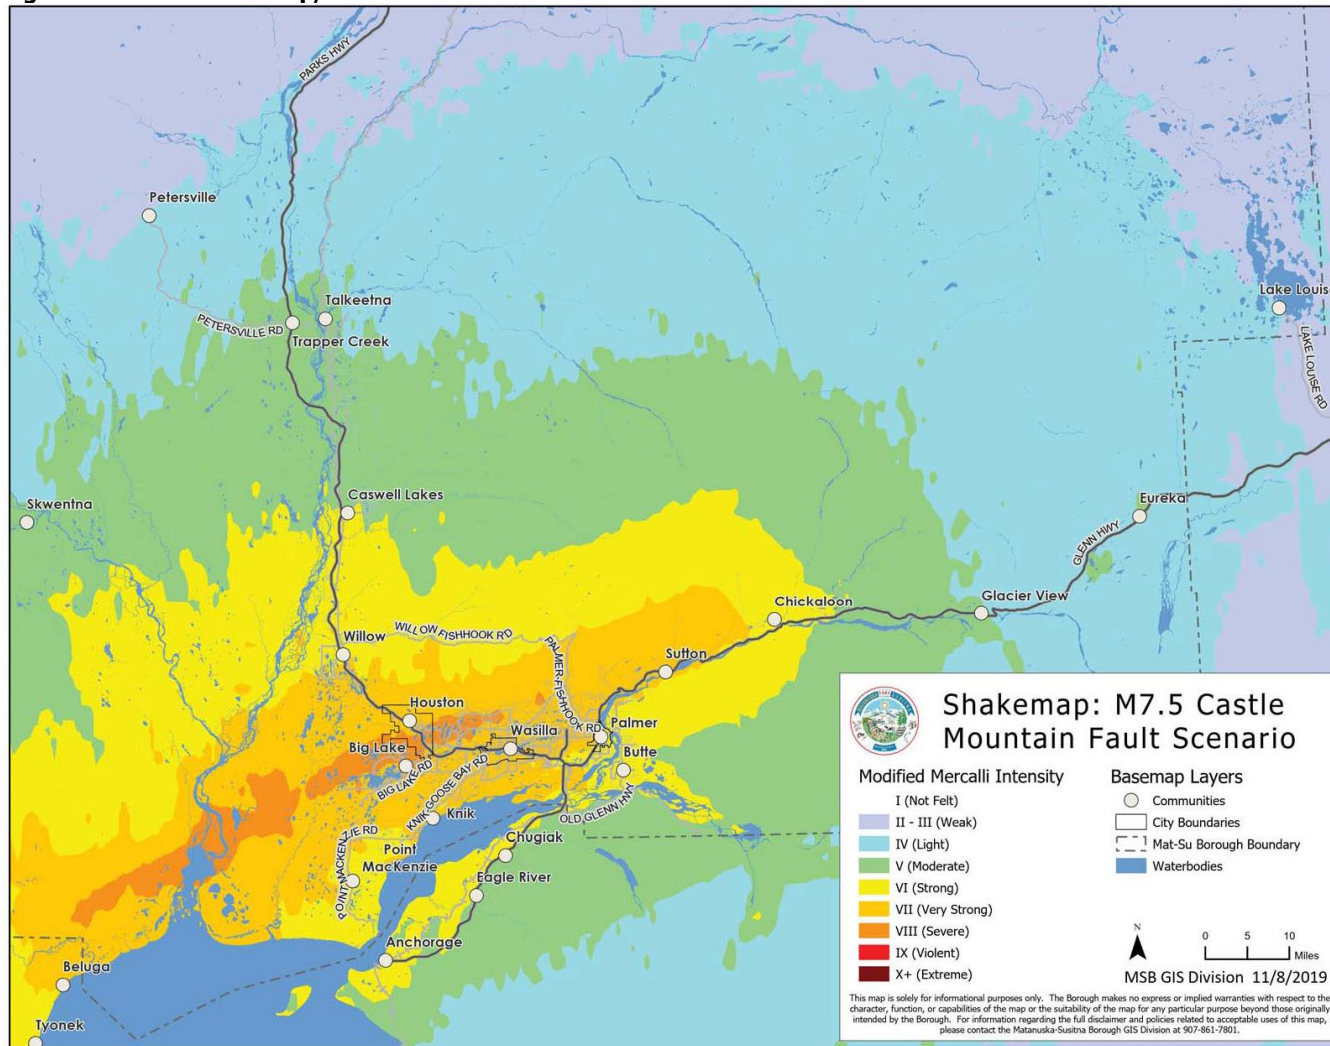 PARKS HWY
Petersville
PETERSVILLE RD
Talkeetna
Trapper Creek
Lake Louise
LAKE LOUISE RD
Skwentna
Caswell Lakes
Eureka
GLENN HWY
Glacier View
Chickaloon
Willow
WILLOW FISHHOOK RD
PALMER-FISHHOOK RD
Sutton
Houston
Wasilla
Palmer
Big Lake
BIG LAKE RD
Butte
KNIK-GOOSE BAY RD
Knik
OLD GLENN HWY
Chugiak
Point
MacKenzie
POINT MACKENZIE RD
Eagle River
Anchorage
Beluga
Tyonek
Shakemap: M7.5 Castle
Mountain Fault Scenario
Modified Mercalli Intensity
I (Not Felt)
II - III (Weak)
IV (Light)
V (Moderate)
VI (Strong)
VII (Very Strong)
VIII (Severe)
IX (Violent)
X+ (Extreme)
Basemap Layers
Communities
City Boundaries
Mat-Su Borough Boundary
Waterbodies
N
0 5 10
Miles
MSB GIS Division 11/8/2019
This map is solely for informational purposes only. The Borough makes no express or implied warranties with respect to the
character, function, or capabilities of the map or the suitability of the map for any particular purpose beyond those originally
intended by the Borough. For information regarding the full disclaimer and policies related to acceptable uses of this map,
please contact the Matanuska-Susitna Borough GIS Division at 907-861-7801.